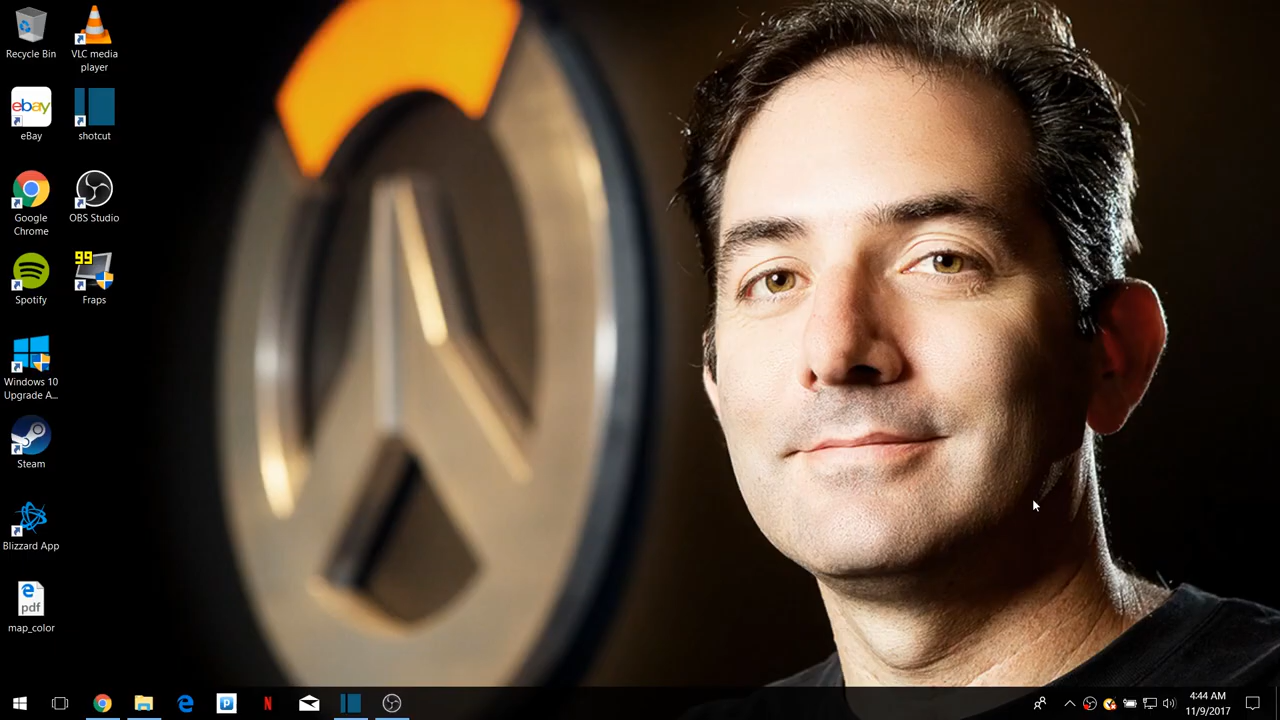 Recycle Bin
VLC media
player
ebay
eBay
shotcut
Google
Chrome
OBS Studio
Spotify
99
Fraps
Windows 10
Upgrade A...
Steam
Blizzard App
pdf
map_color
P
N
4:44 AM
11/9/2017